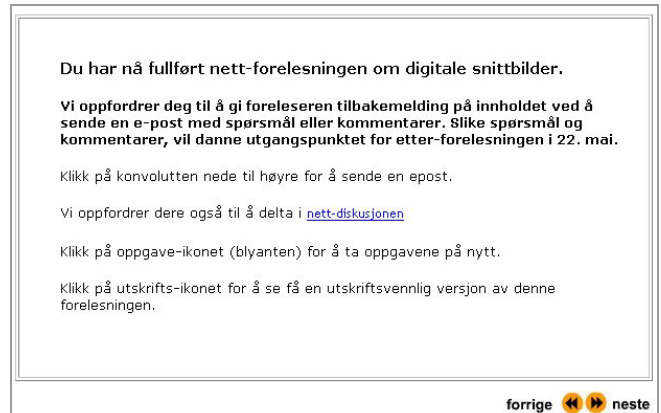 Du har nå fullført nett-forelesningen om digitale snittbilder.
Vi oppfordrer deg til å gi foreleseren tilbakemelding på innholdet ved å
sende en e-post med spørsmål eller kommentarer. Slike spørsmål og
kommentarer, vil danne utgangspunktet for etter-forelesningen i 22. mai.
Klikk på konvolutten nede til høyre for å sende en epost.
Vi oppfordrer dere også til å delta i nett-diskusjonen
Klikk på oppgave-ikonet (blyanten) for å ta oppgavene på nytt.
Klikk på utskrifts-ikonet for å se få en utskriftsvennlig versjon av denne
forelesningen.
forrige neste